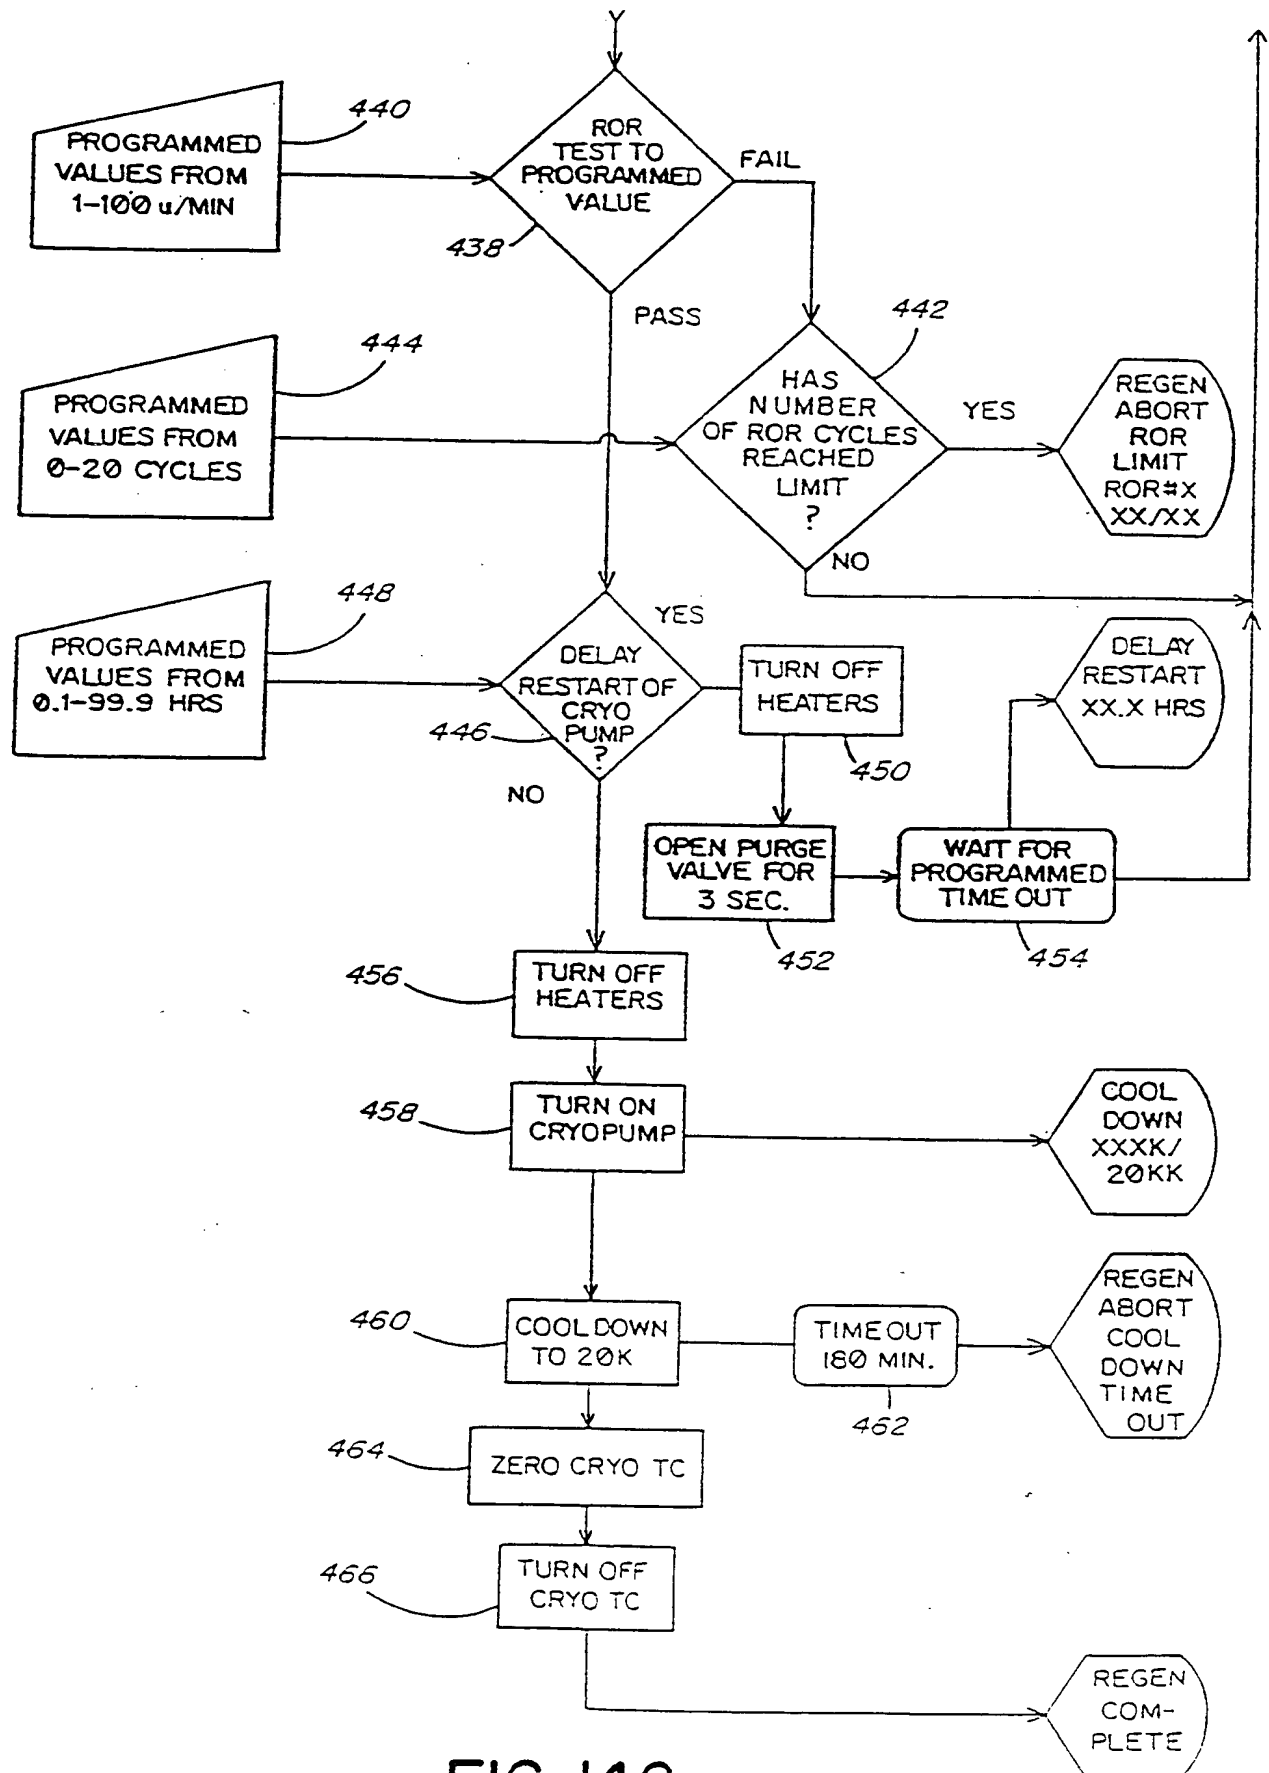 Y
440
PROGRAMMED
VALUES FROM
1-100 u/MIN
ROR
TEST TO
PROGRAMMED
VALUE
FAIL
438
PASS
442
444
PROGRAMMED
VALUES FROM
0-20 CYCLES
HAS
NUMBER
OF ROR CYCLES
REACHED
LIMIT
?
YES
REGEN
ABORT
ROR
LIMIT
ROR#X
XX/XX
NO
448
PROGRAMMED
VALUES FROM
0.1-99.9 HRS
YES
DELAY
RESTART OF
CRYO
PUMP
?
446
NO
TURN OFF
HEATERS
450
DELAY
RESTART
XX.X HRS
OPEN PURGE
VALVE FOR
3 SEC.
452
WAIT FOR
PROGRAMMED
TIME OUT
454
456
TURN OFF
HEATERS
458
TURN ON
CRYOPUMP
COOL
DOWN
XXXK/
20KK
460
COOL DOWN
TO 20K
TIME OUT
180 MIN.
462
REGEN
ABORT
COOL
DOWN
TIME
OUT
464
ZERO CRYO TC
466
TURN OFF
CRYO TC
REGEN
COM-
PLETE